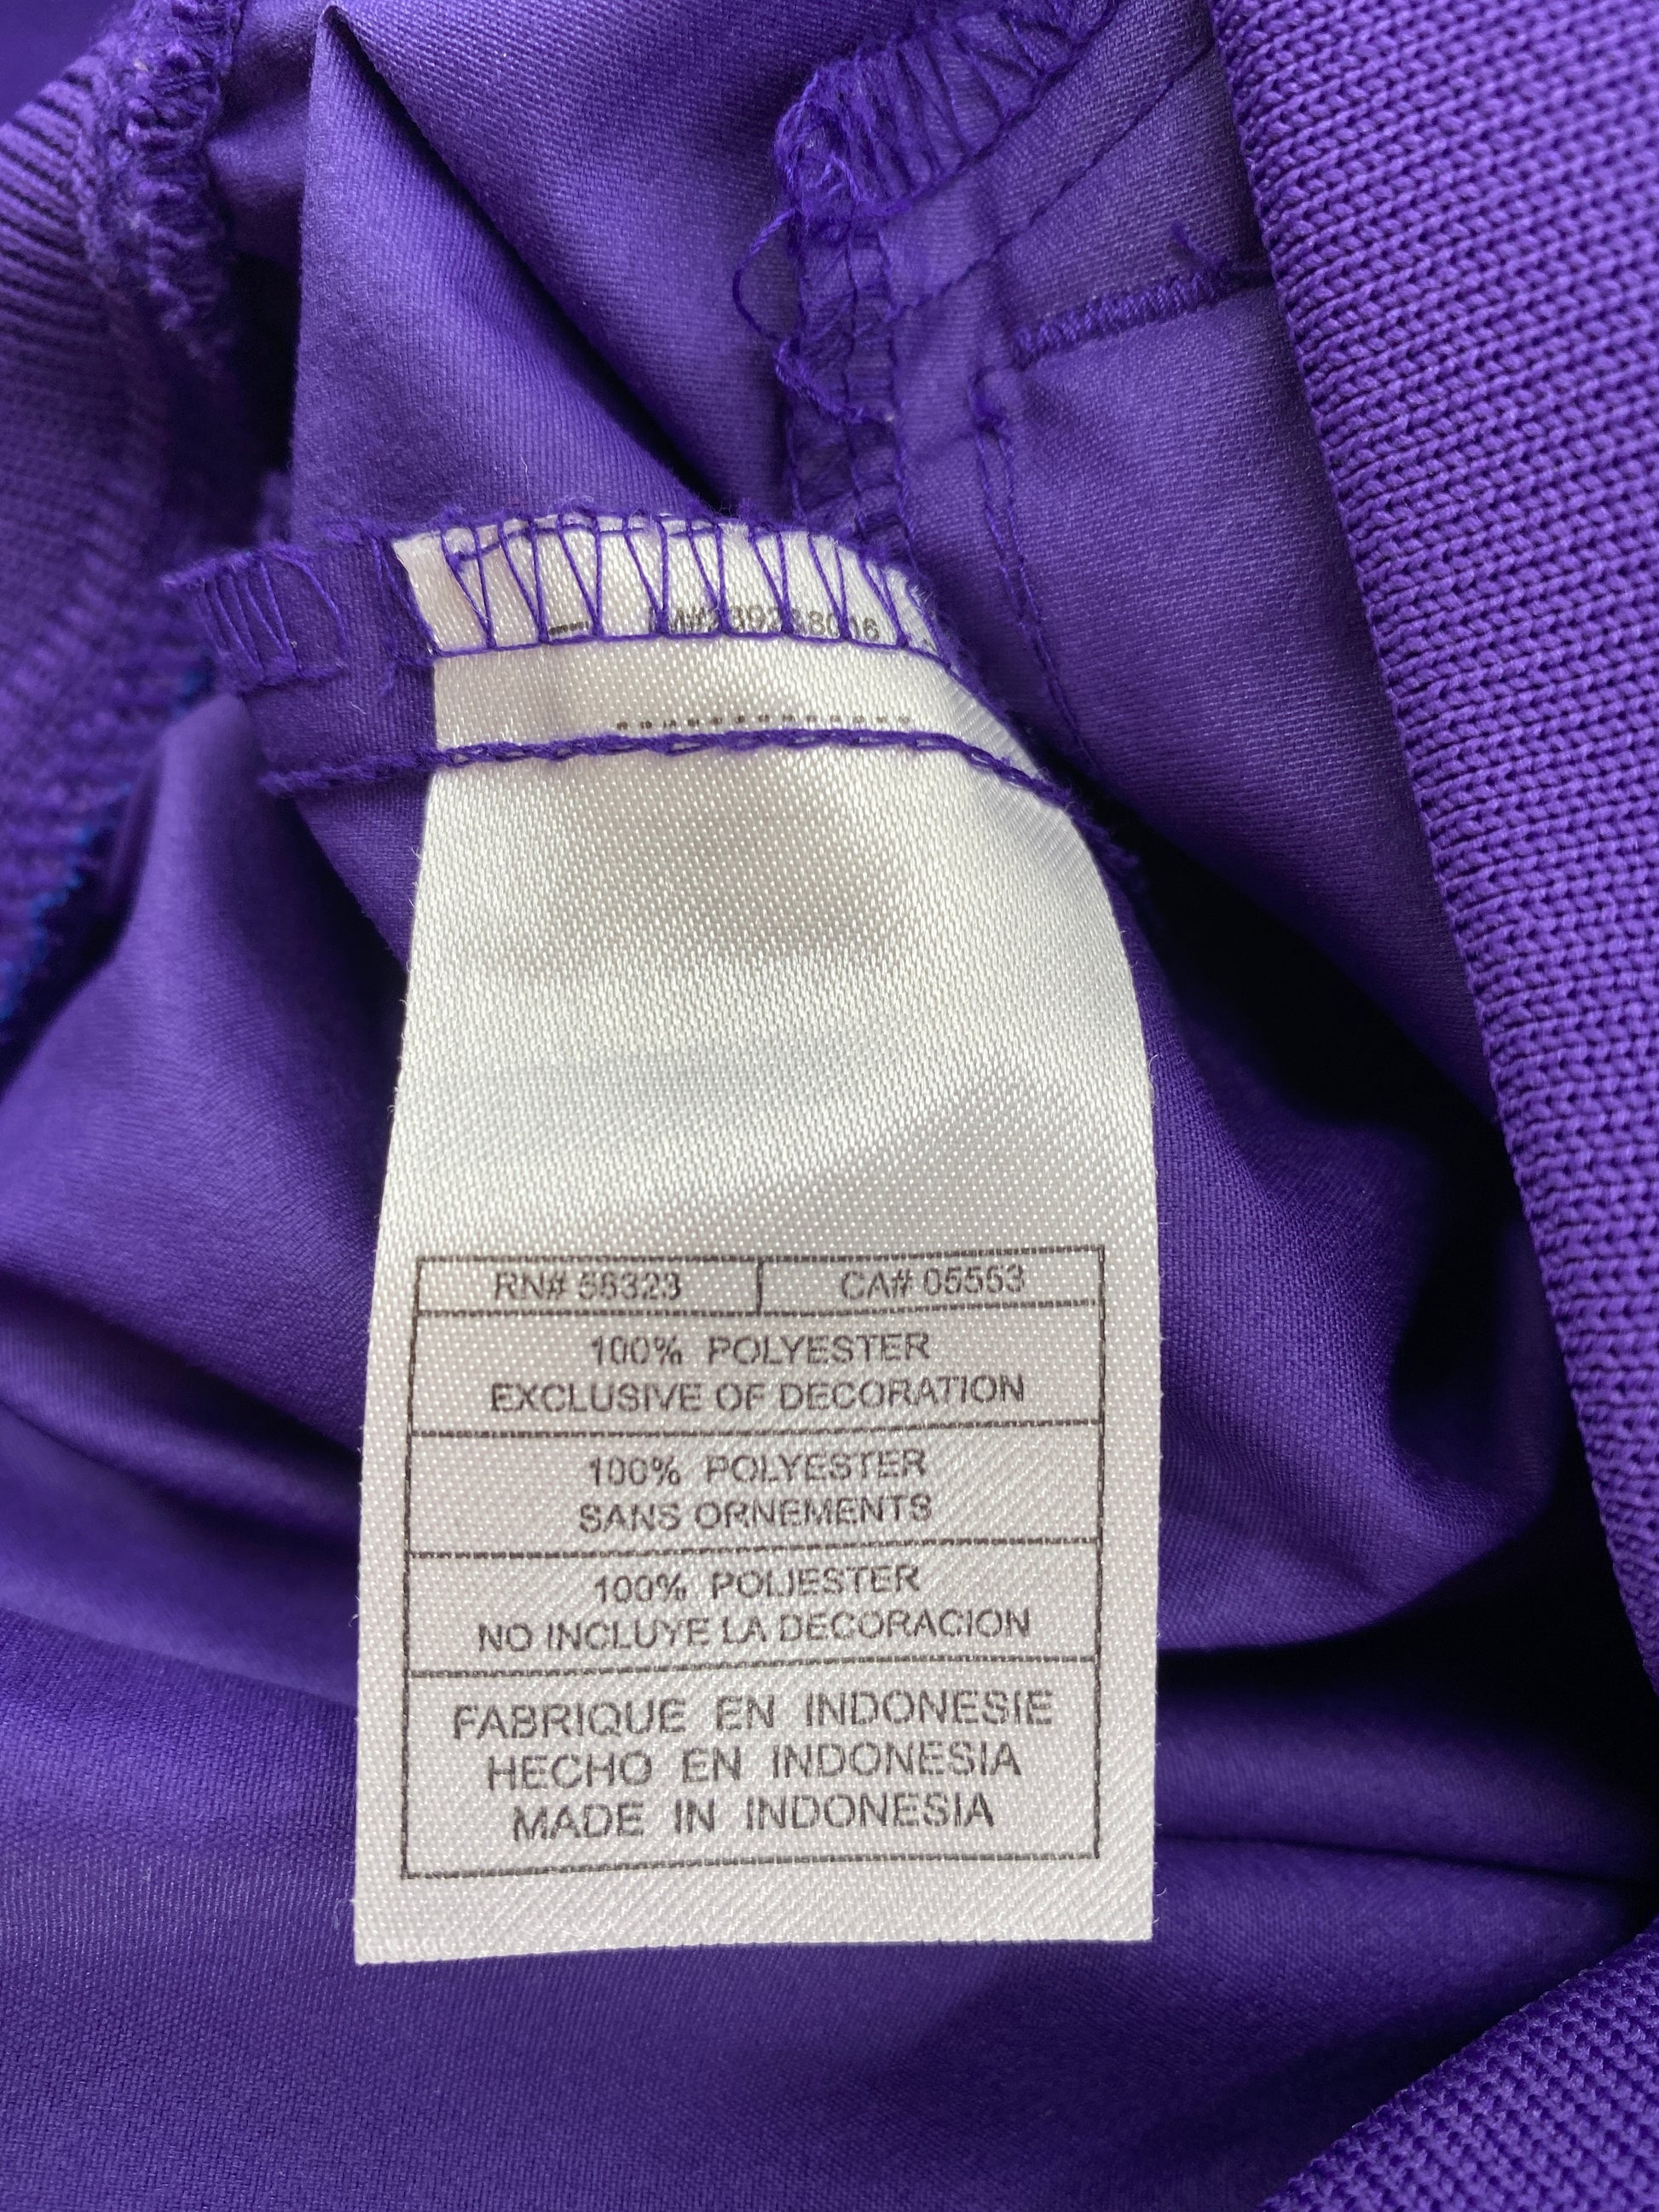 RN# 56323 CA# 05553
100% POLYESTER
EXCLUSIVE OF DECORATION
100% POLYESTER
SANS ORNEMENTS
100% POLIESTER
NO INCLUYE LA DECORACION
FABRIQUE EN INDONESIE
HECHO EN INDONESIA
MADE IN INDONESIA